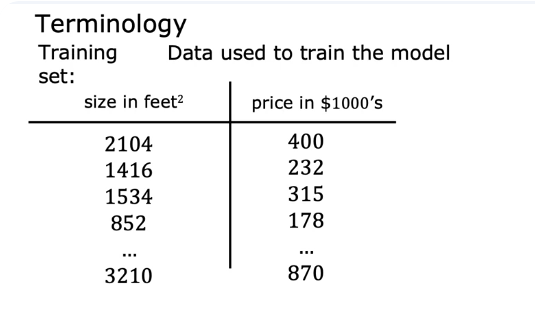 Terminology
Training set: Data used to train the model
size in feet² price in $1000's
2104 400
1416 232
1534 315
852 178
... ...
3210 870